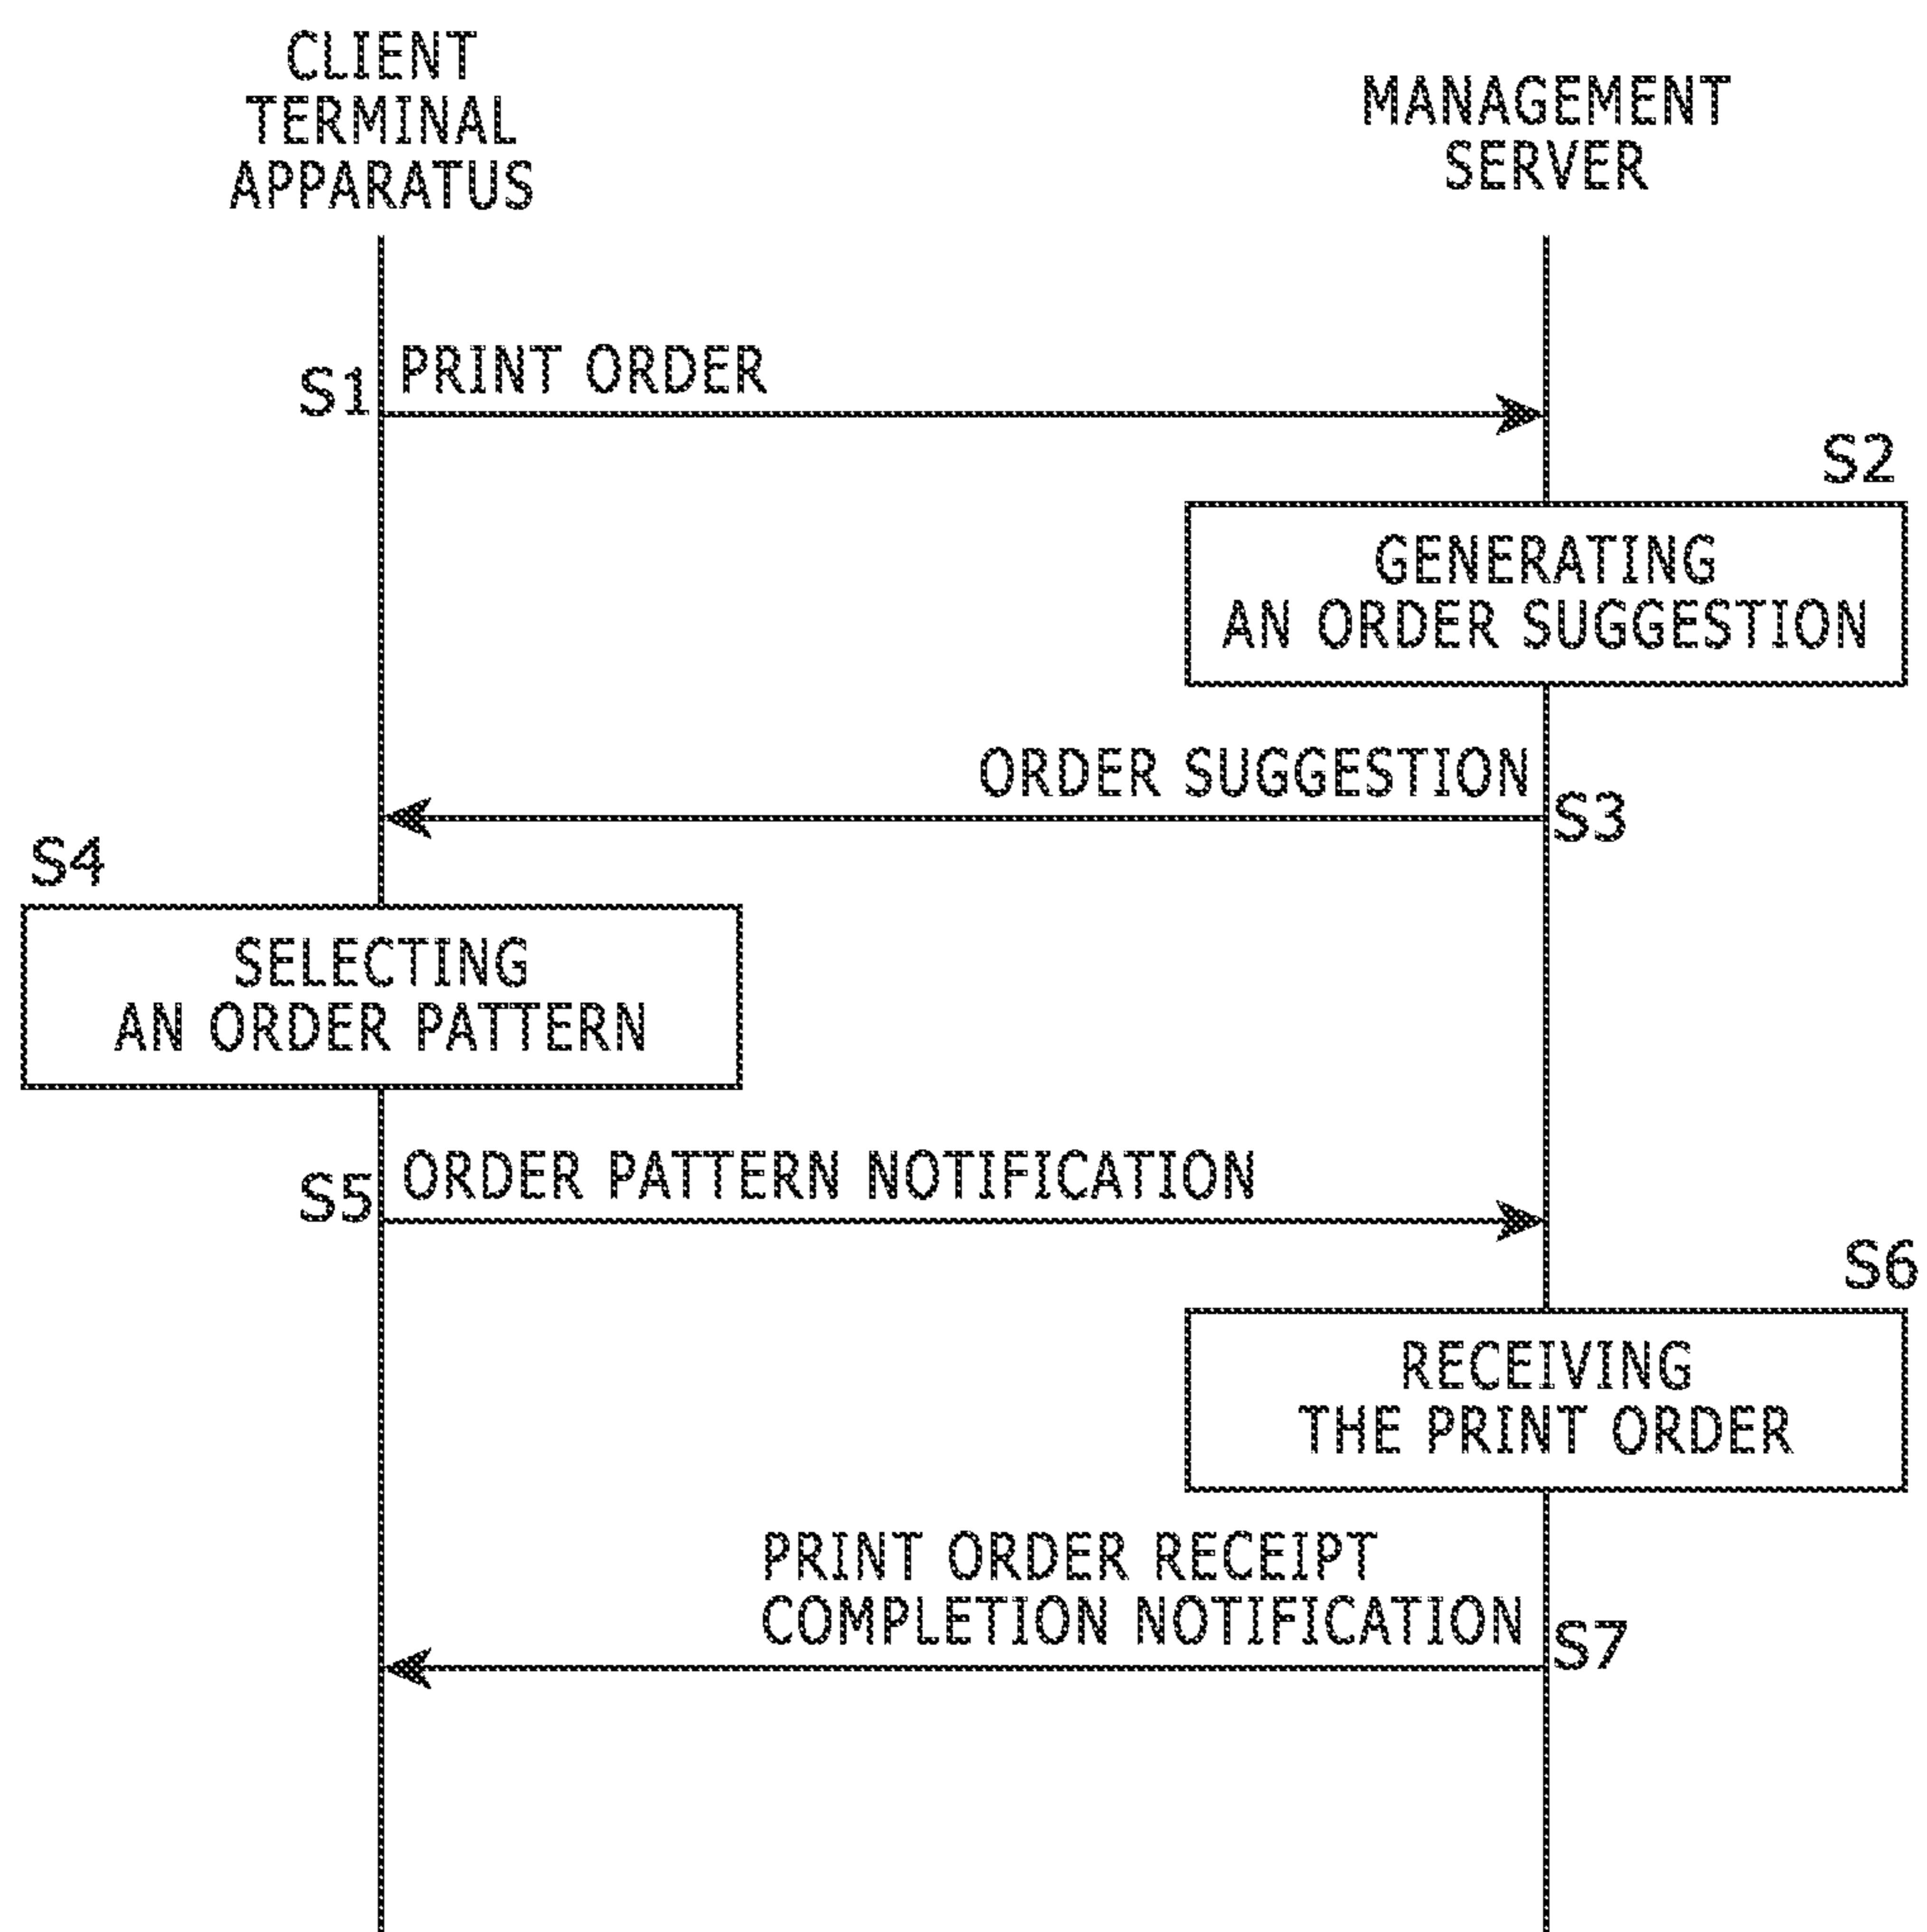 CLIENT
TERMINAL
APPARATUS
MANAGEMENT
SERVER
S1
PRINT ORDER
S2
GENERATING
AN ORDER SUGGESTION
ORDER SUGGESTION
S3
S4
SELECTING
AN ORDER PATTERN
S5
ORDER PATTERN NOTIFICATION
S6
RECEIVING
THE PRINT ORDER
PRINT ORDER RECEIPT
COMPLETION NOTIFICATION
S7